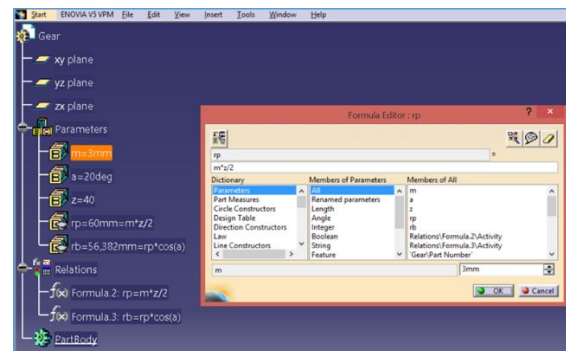 Start ENOVIA V5 VPM File Edit View Insert Tools Window Help
Gear
xy plane
yz plane
zx plane
Parameters
m=3mm
a=20deg
z=40
rp=60mm=m*z/2
rb=56,382mm=rp*cos(a)
Relations
f(x) Formula.2: rp=m*z/2
f(x) Formula.3: rb=rp*cos(a)
PartBody
Formula Editor : rp ? ×
rp =
m*z/2
Dictionary Members of Parameters Members of All
Parameters All m
Part Measures Renamed parameters a
Circle Constructors Length z
Design Table Angle rp
Direction Constructors Integer rb
Law Boolean Relations\Formula.2\Activity
Line Constructors String Relations\Formula.3\Activity
Feature `Gear\Part Number`
m 3mm
OK Cancel